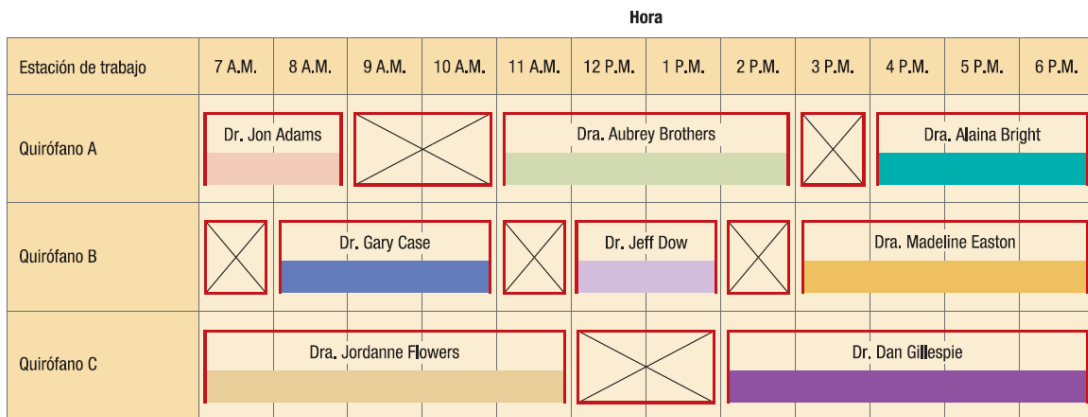 Hora
Estación de trabajo 7 A.M. 8 A.M. 9 A.M. 10 A.M. 11 A.M. 12 P.M. 1 P.M. 2 P.M. 3 P.M. 4 P.M. 5 P.M. 6 P.M.
Quirófano A Dr. Jon Adams Dra. Aubrey Brothers Dra. Alaina Bright
Quirófano B Dr. Gary Case Dr. Jeff Dow Dra. Madeline Easton
Quirófano C Dra. Jordanne Flowers Dr. Dan Gillespie